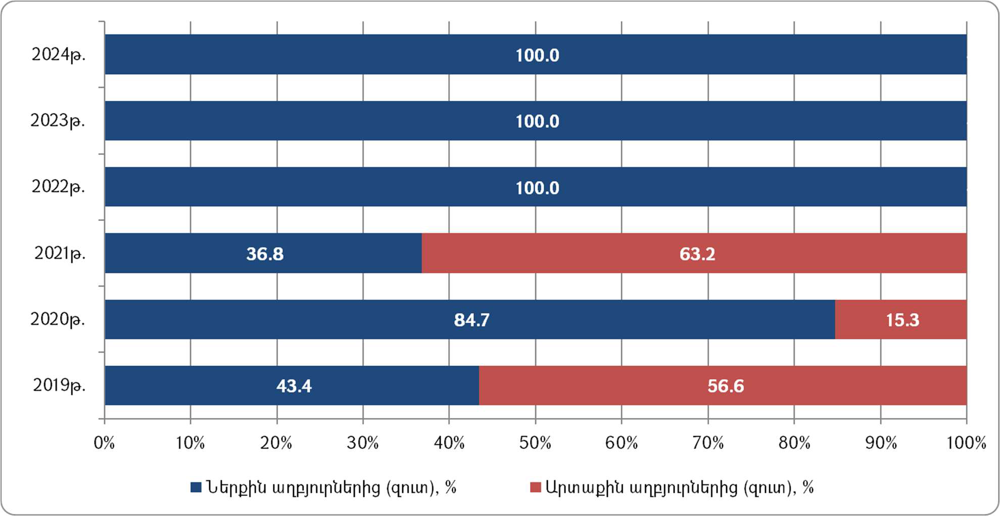 2024թ. 100.0
2023թ. 100.0
2022թ. 100.0
2021թ. 36.8 63.2
2020թ. 84.7 15.3
2019թ. 43.4 56.6
0% 10% 20% 30% 40% 50% 60% 70% 80% 90% 100%
Ներքին աղբյուրներից (զուտ), % Արտաքին աղբյուրներից (զուտ), %